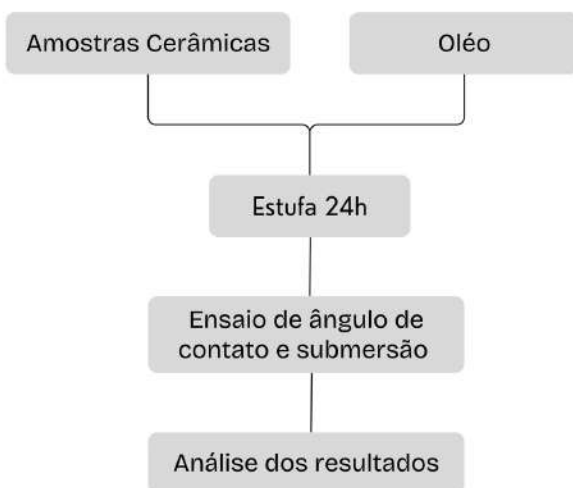 Amostras Cerâmicas
Oléo
Estufa 24h
Ensaio de ângulo de
contato e submersão
Análise dos resultados